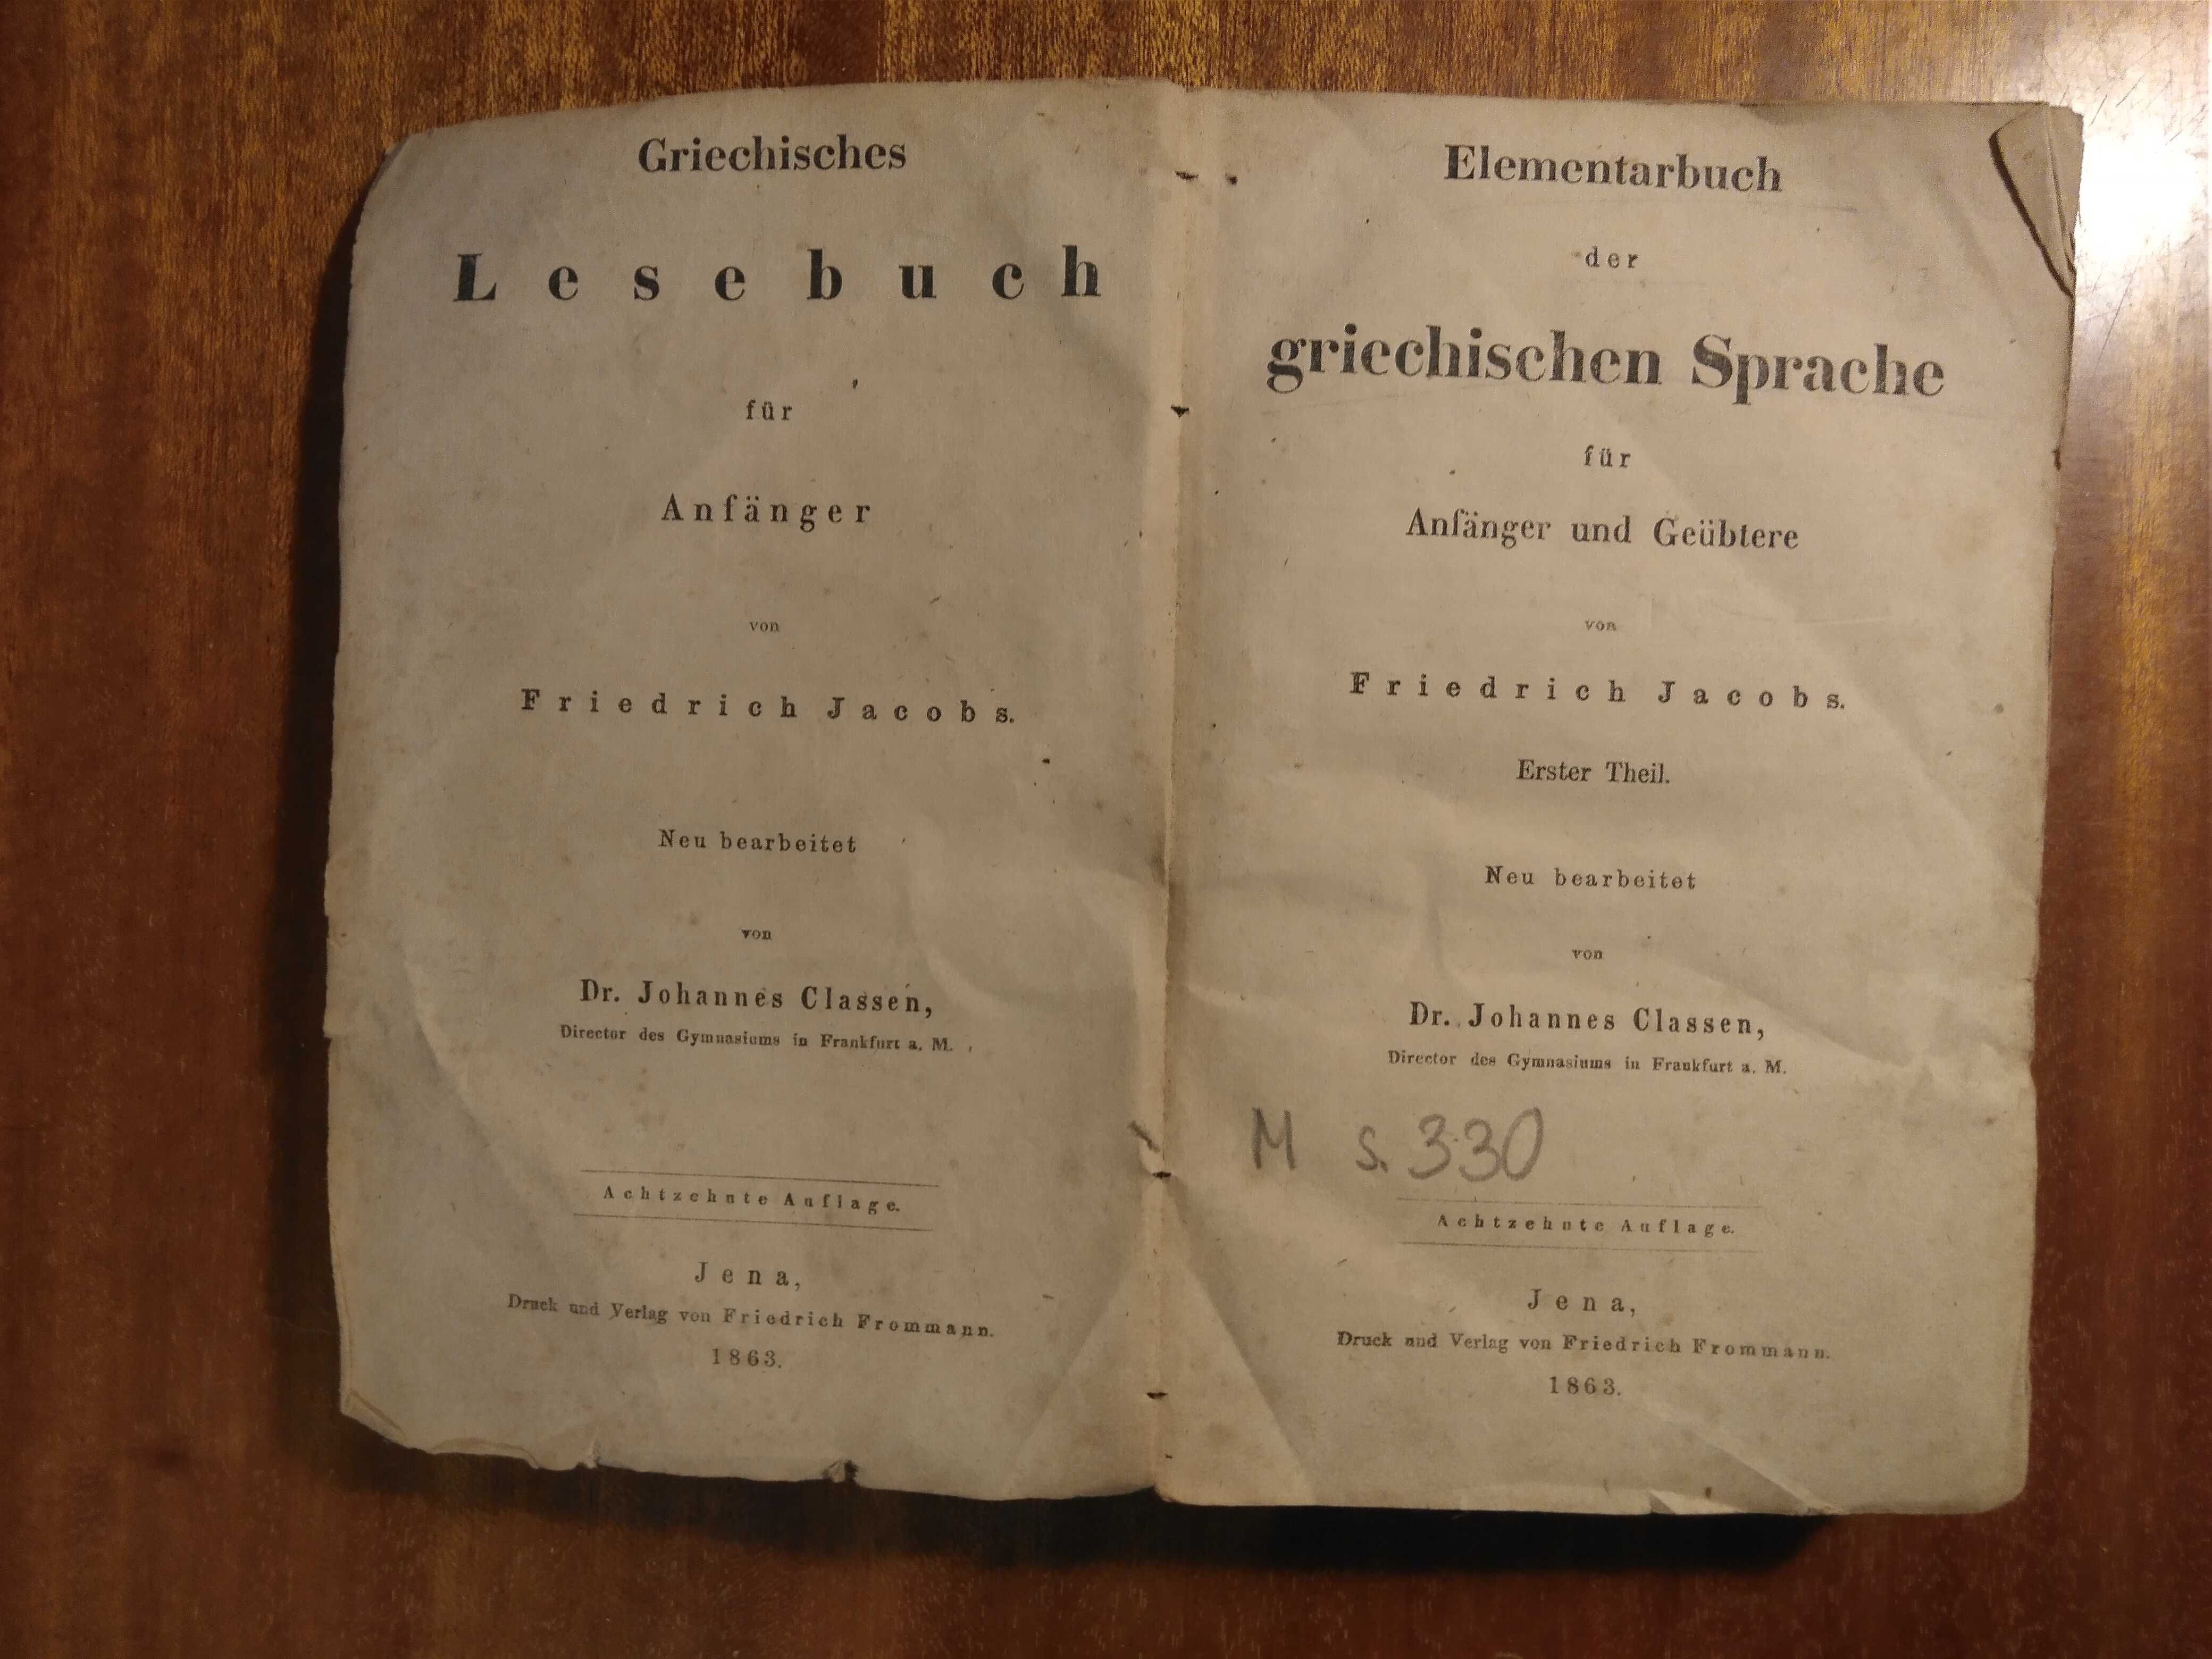 Griechisches
Lesebuch
für
Anfänger
von
Friedrich Jacobs.
Neu bearbeitet
von
Dr. Johannes Classen,
Director des Gymnasiums in Frankfurt a. M.
Achtzehnte Auflage.
Jena,
Druck und Verlag von Friedrich Frommann.
1863.
Elementarbuch
der
griechischen Sprache
für
Anfänger und Geübtere
von
Friedrich Jacobs.
Erster Theil.
Neu bearbeitet
von
Dr. Johannes Classen,
Director des Gymnasiums in Frankfurt a. M.
M S. 330
Achtzehnte Auflage.
Jena,
Druck und Verlag von Friedrich Frommann.
1863.